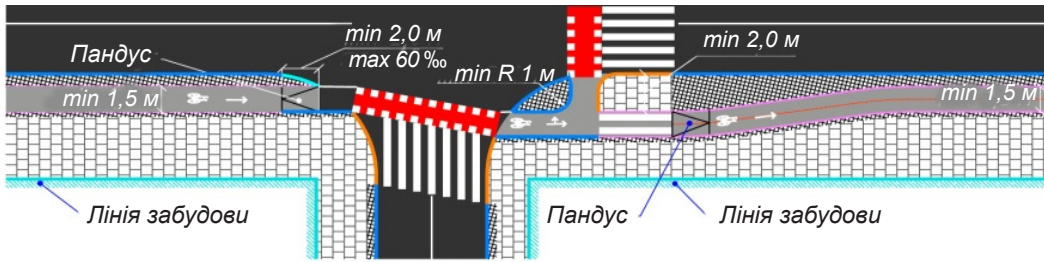 Пандус
min 2,0 м
max 60 ‰
min R 1 м
min 2,0 м
min 1,5 м
min 1,5 м
Лінія забудови
Пандус
Лінія забудови